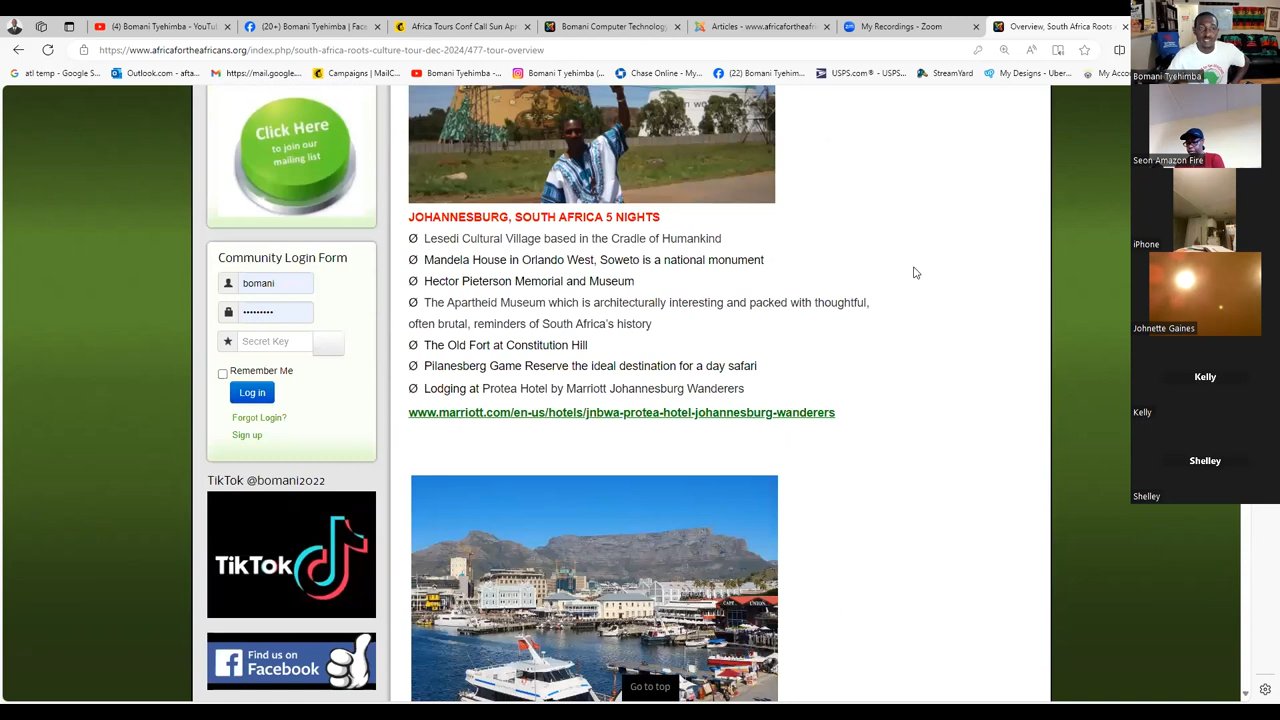 (4) Bomani Tyehimba - YouTu
(20+) Bomani Tyehimba | Face
Africa Tours Conf Call Sun Apr
Bomani Computer Technology
Articles - www.africafortheafri
My Recordings - Zoom
Overview, South Africa Roots
https://www.africafortheafricans.org/index.php/south-africa-roots-culture-tour-dec-2024/477-tour-overview
atl temp - Google S...
Outlook.com - afta...
https://mail.google...
Campaigns | MailC...
Bomani Tyehimba -...
Bomani T yehimba (...
Chase Online - My...
(22) Bomani Tyehim...
USPS.com® - USPS...
StreamYard
My Designs - Uber...
My Accou
Bomani Tyehimba
Seon Amazon Fire
iPhone
Johnette Gaines
Kelly
Kelly
Shelley
Shelley
Click Here
to join our
mailing list
Community Login Form
bomani
•••••••••
Secret Key
Remember Me
Log in
Forgot Login?
Sign up
TikTok @bomani2022
TikTok
Find us on
Facebook
JOHANNESBURG, SOUTH AFRICA 5 NIGHTS
Ø Lesedi Cultural Village based in the Cradle of Humankind
Ø Mandela House in Orlando West, Soweto is a national monument
Ø Hector Pieterson Memorial and Museum
Ø The Apartheid Museum which is architecturally interesting and packed with thoughtful,
often brutal, reminders of South Africa's history
Ø The Old Fort at Constitution Hill
Ø Pilanesberg Game Reserve the ideal destination for a day safari
Ø Lodging at Protea Hotel by Marriott Johannesburg Wanderers
www.marriott.com/en-us/hotels/jnbwa-protea-hotel-johannesburg-wanderers
Go to top